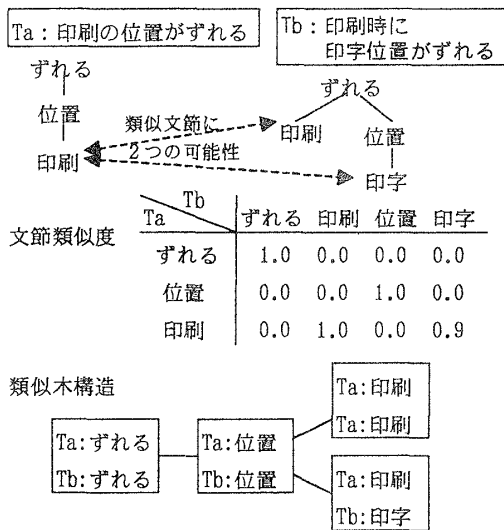 Ta：印刷の位置がずれる
Tb：印刷時に
印字位置がずれる
ずれる
位置
印刷
類似文節に
2つの可能性
ずれる
印刷
位置
印字
文節類似度
Tb
Ta
ずれる 印刷 位置 印字
ずれる 1.0 0.0 0.0 0.0
位置 0.0 0.0 1.0 0.0
印刷 0.0 1.0 0.0 0.9
類似木構造
Ta:ずれる
Tb:ずれる
Ta:位置
Tb:位置
Ta:印刷
Ta:印刷
Ta:印刷
Tb:印字